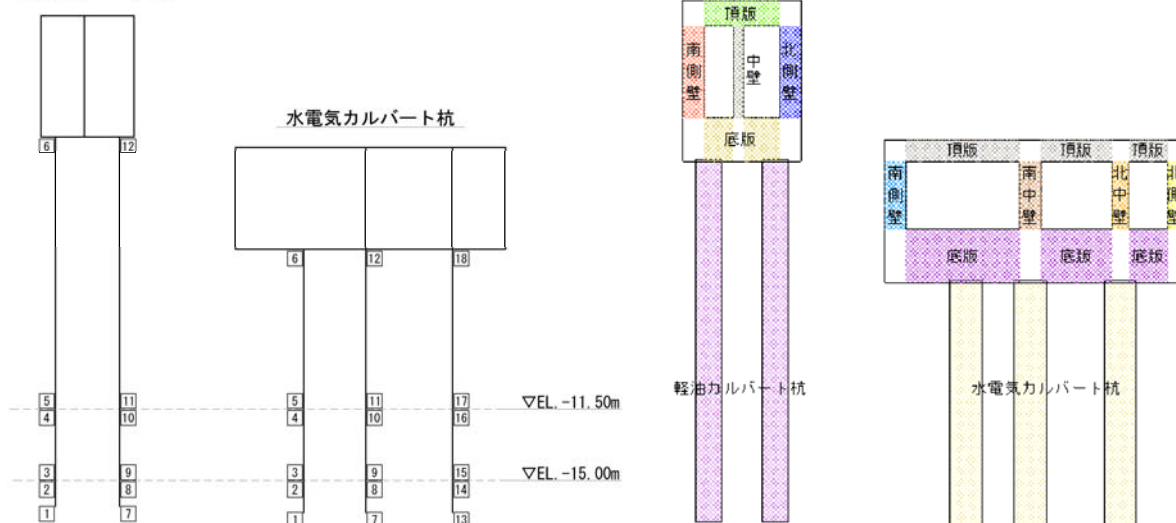 水電気カルバート杭
6 12
6 12 18
5 11 5 11 17 ▽EL.-11.50m
4 10 4 10 16
3 9 3 9 15 ▽EL.-15.00m
2 8 2 8 14
1 7 1 7 13
頂版
南側壁
中壁
北側壁
底版
軽油カルバート杭
頂版 頂版 頂版
南側壁
南中壁
北中壁
北側壁
底版 底版 底版
水電気カルバート杭